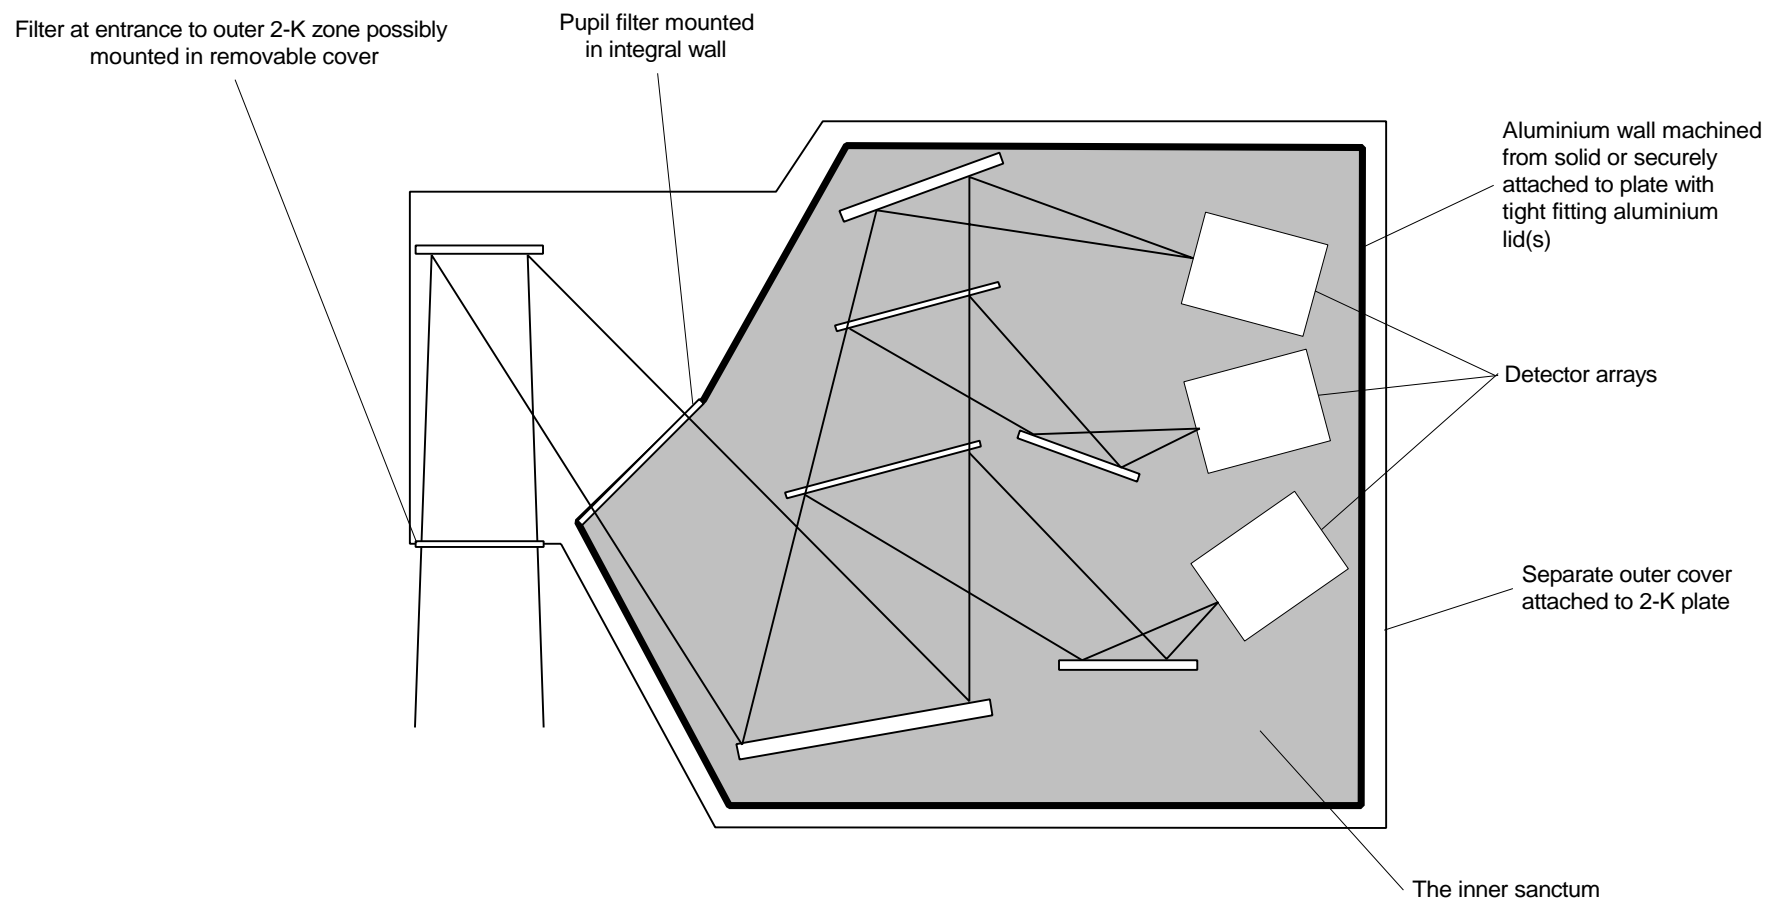 Filter at entrance to outer 2-K zone possibly
mounted in removable cover
Pupil filter mounted
in integral wall
Aluminium wall machined
from solid or securely
attached to plate with
tight fitting aluminium
lid(s)
Detector arrays
Separate outer cover
attached to 2-K plate
The inner sanctum